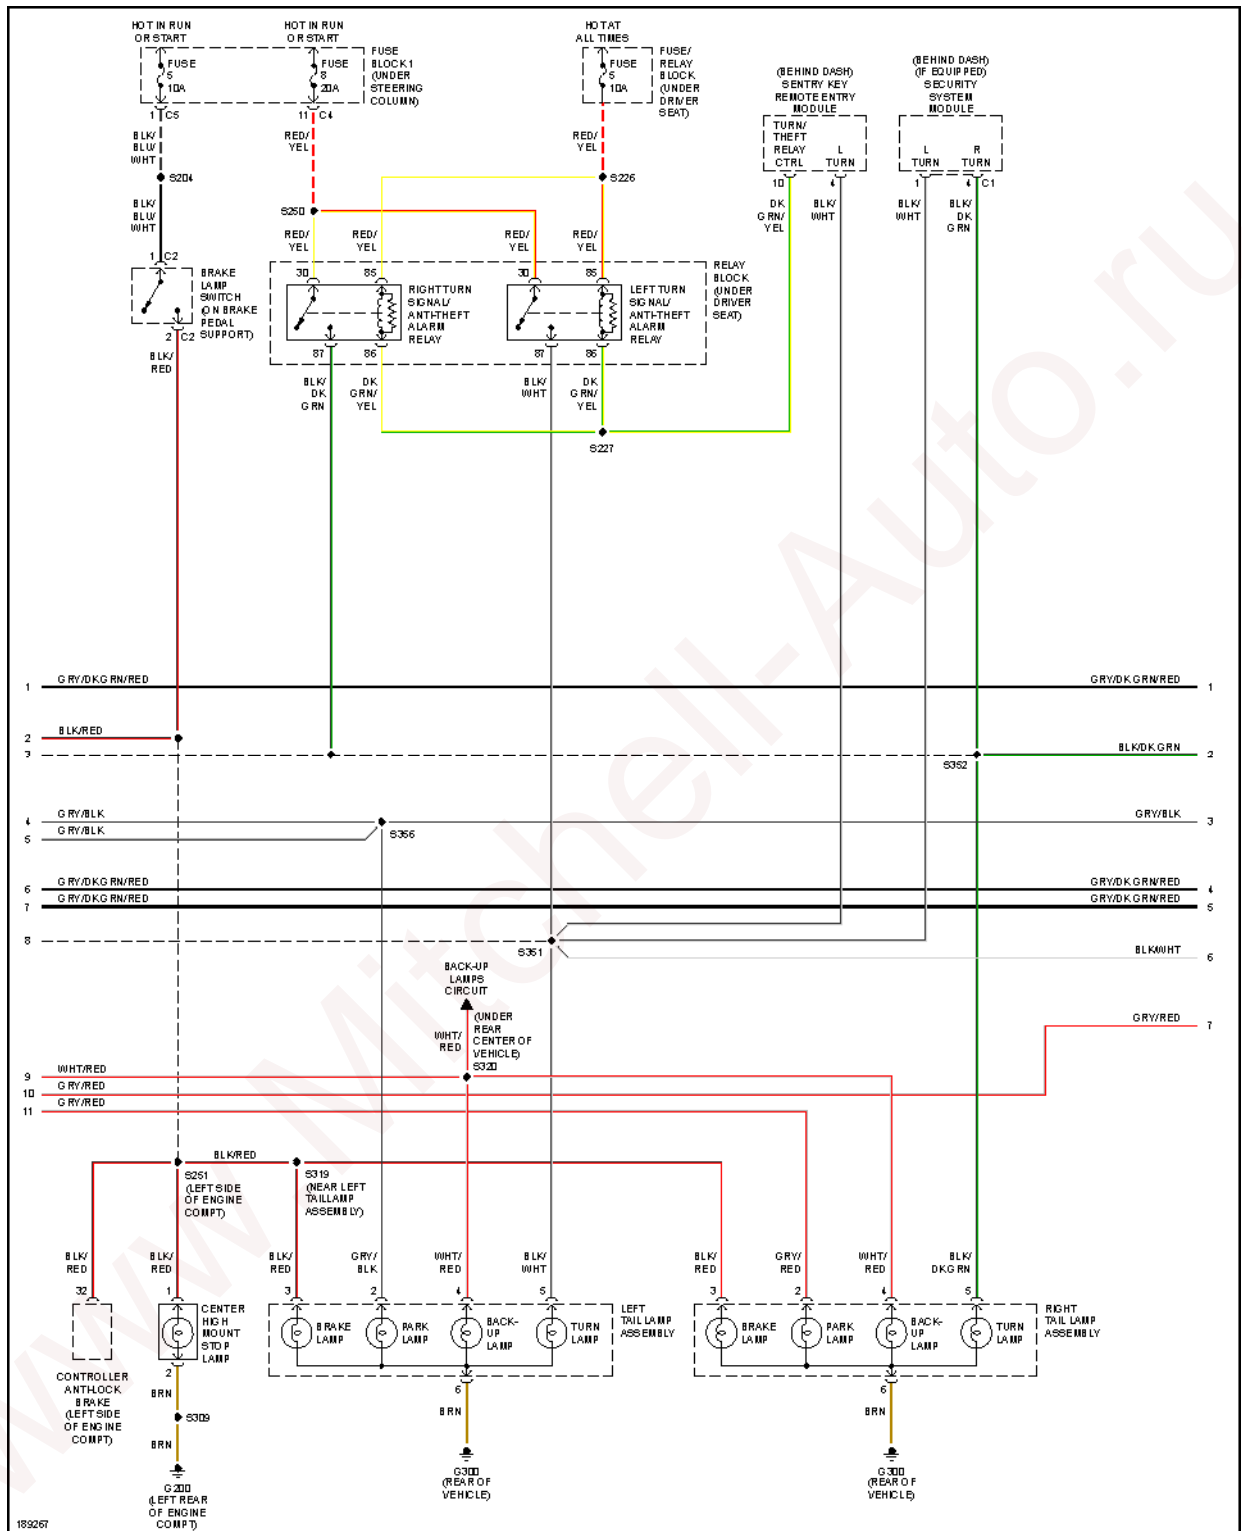 HOT IN RUN
OR START
HOT IN RUN
OR START
HOT AT
ALL TIMES
FUSE
5
10A
FUSE
8
20A
FUSE
BLOCK 1
(UNDER
STEERING
COLUMN)
FUSE
5
10A
FUSE/
RELAY
BLOCK
(UNDER
DRIVER
SEAT)
(BEHIND DASH)
SENTRY KEY
REMOTE ENTRY
MODULE
(BEHIND DASH)
(IF EQUIPPED)
SECURITY
SYSTEM
MODULE
TURN/
THEFT
RELAY
CTRL
L
TURN
L
TURN
R
TURN
1 C5
11 C4
10
4
1
4 C1
BLK/
BLU/
WHT
RED/
YEL
RED/
YEL
S204
S226
BLK/
BLU/
WHT
S250
DK
GRN/
YEL
BLK/
WHT
BLK/
WHT
BLK/
DK
GRN
RED/
YEL
RED/
YEL
RED/
YEL
RED/
YEL
1 C2
BRAKE
LAMP
SWITCH
(ON BRAKE
PEDAL
SUPPORT)
2 C2
30
85
RIGHT TURN
SIGNAL/
ANTI-THEFT
ALARM
RELAY
30
85
LEFT TURN
SIGNAL/
ANTI-THEFT
ALARM
RELAY
RELAY
BLOCK
(UNDER
DRIVER
SEAT)
87
86
87
86
BLK/
RED
BLK/
DK
GRN
DK
GRN/
YEL
BLK/
WHT
DK
GRN/
YEL
S227
1
GRY/DKGRN/RED
GRY/DKGRN/RED
1
2
BLK/RED
3
S352
BLK/DKGRN
2
4
GRY/BLK
S356
GRY/BLK
3
5
GRY/BLK
6
GRY/DKGRN/RED
GRY/DKGRN/RED
4
7
GRY/DKGRN/RED
GRY/DKGRN/RED
5
8
S351
BLK/WHT
6
BACK-UP
LAMPS
CIRCUIT
WHT/
RED
(UNDER
REAR
CENTER OF
VEHICLE)
S320
GRY/RED
7
9
WHT/RED
10
GRY/RED
11
GRY/RED
BLK/RED
S251
(LEFT SIDE
OF ENGINE
COMPT)
S319
(NEAR LEFT
TAILLAMP
ASSEMBLY)
BLK/
RED
BLK/
RED
BLK/
RED
GRY/
BLK
WHT/
RED
BLK/
WHT
BLK/
RED
GRY/
RED
WHT/
RED
BLK/
DKGRN
32
1
3
2
4
5
3
2
4
5
CENTER
HIGH
MOUNT
STOP
LAMP
BRAKE
LAMP
PARK
LAMP
BACK-
UP
LAMP
TURN
LAMP
LEFT
TAIL LAMP
ASSEMBLY
BRAKE
LAMP
PARK
LAMP
BACK-
UP
LAMP
TURN
LAMP
RIGHT
TAIL LAMP
ASSEMBLY
CONTROLLER
ANTI-LOCK
BRAKE
(LEFT SIDE
OF ENGINE
COMPT)
2
BRN
S309
BRN
G200
(LEFT REAR
OF ENGINE
COMPT)
6
BRN
G300
(REAR OF
VEHICLE)
6
BRN
G300
(REAR OF
VEHICLE)
189267
www.Mitchell-Auto.ru